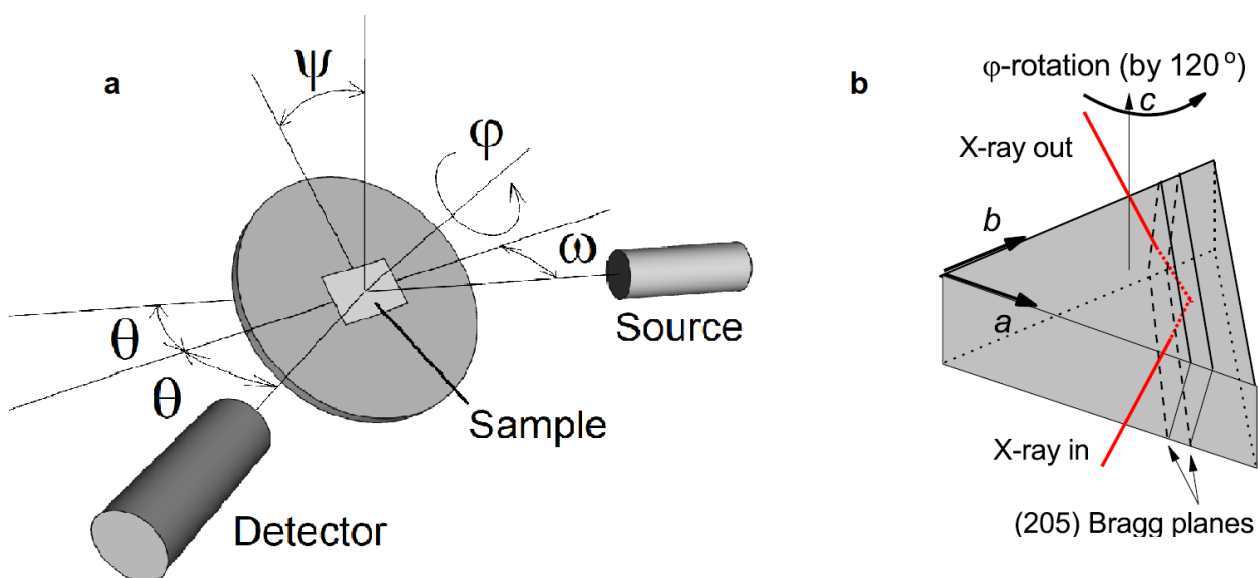 a
ψ
φ
ω
Source
θ
θ
Sample
Detector
b
φ-rotation (by 120 º)
c
X-ray out
b
a
X-ray in
(205) Bragg planes